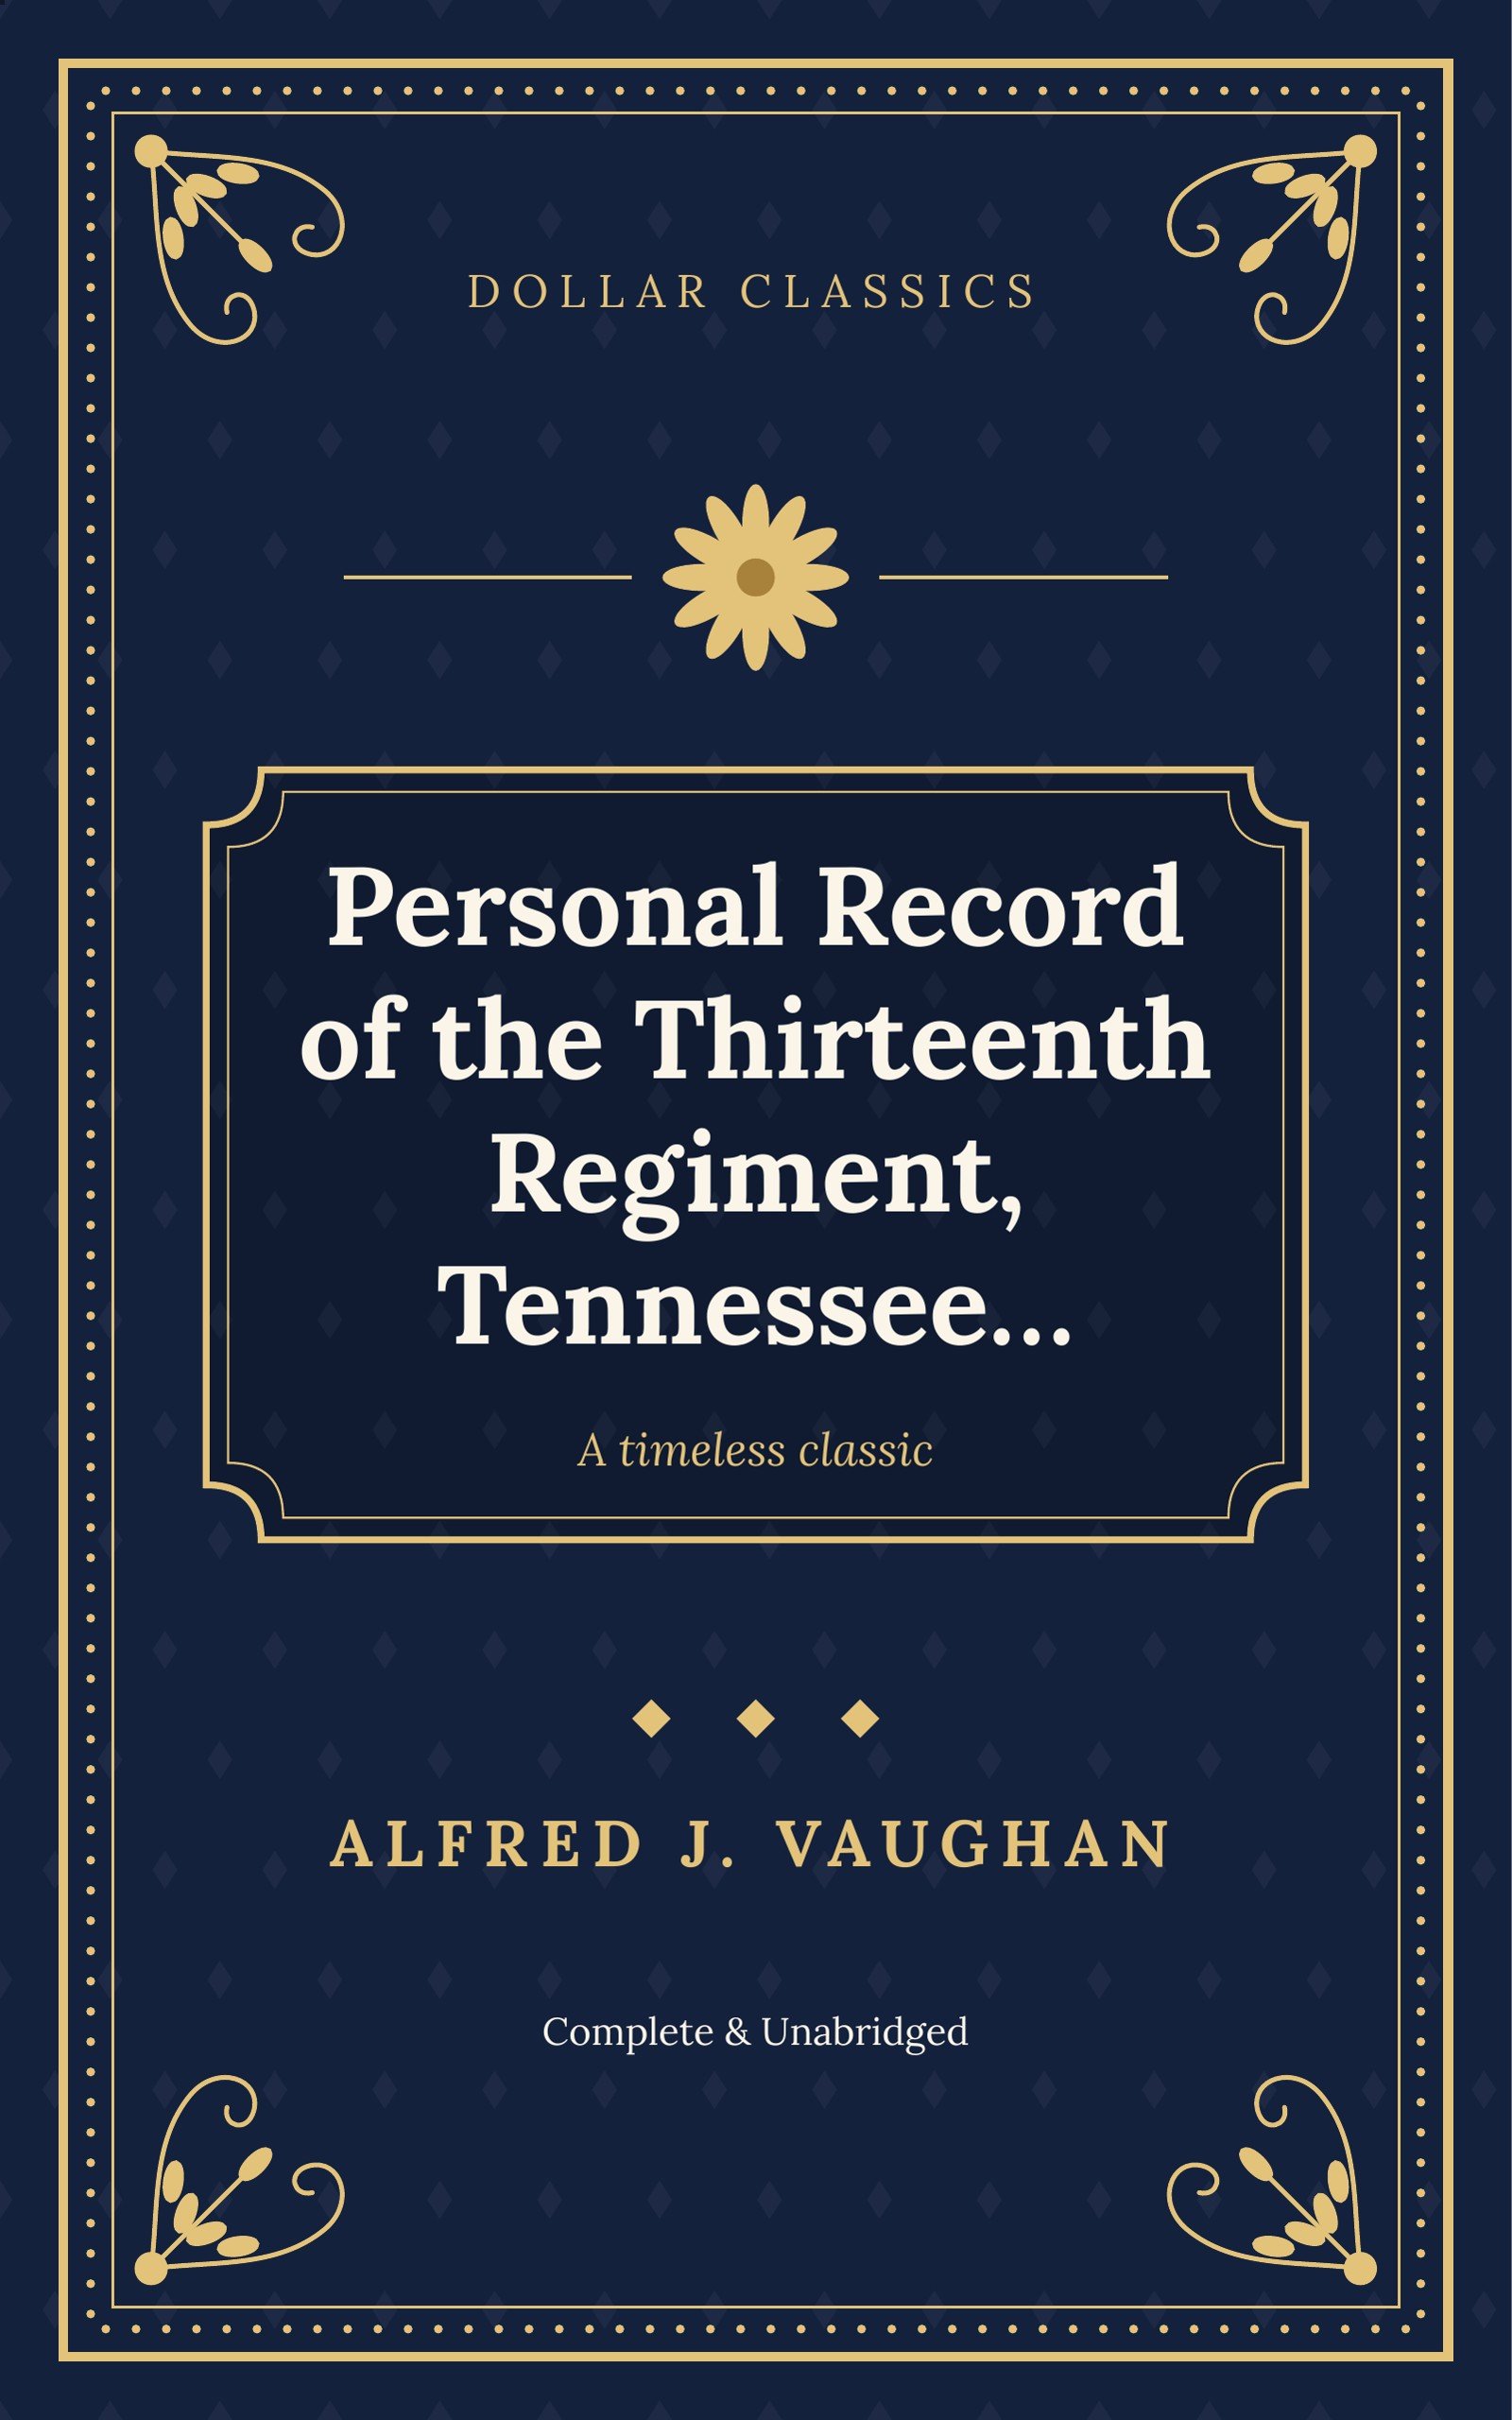 DOLLAR CLASSICS
Personal Record
of the Thirteenth
Regiment,
Tennessee...
A timeless classic
ALFRED J. VAUGHAN
Complete & Unabridged